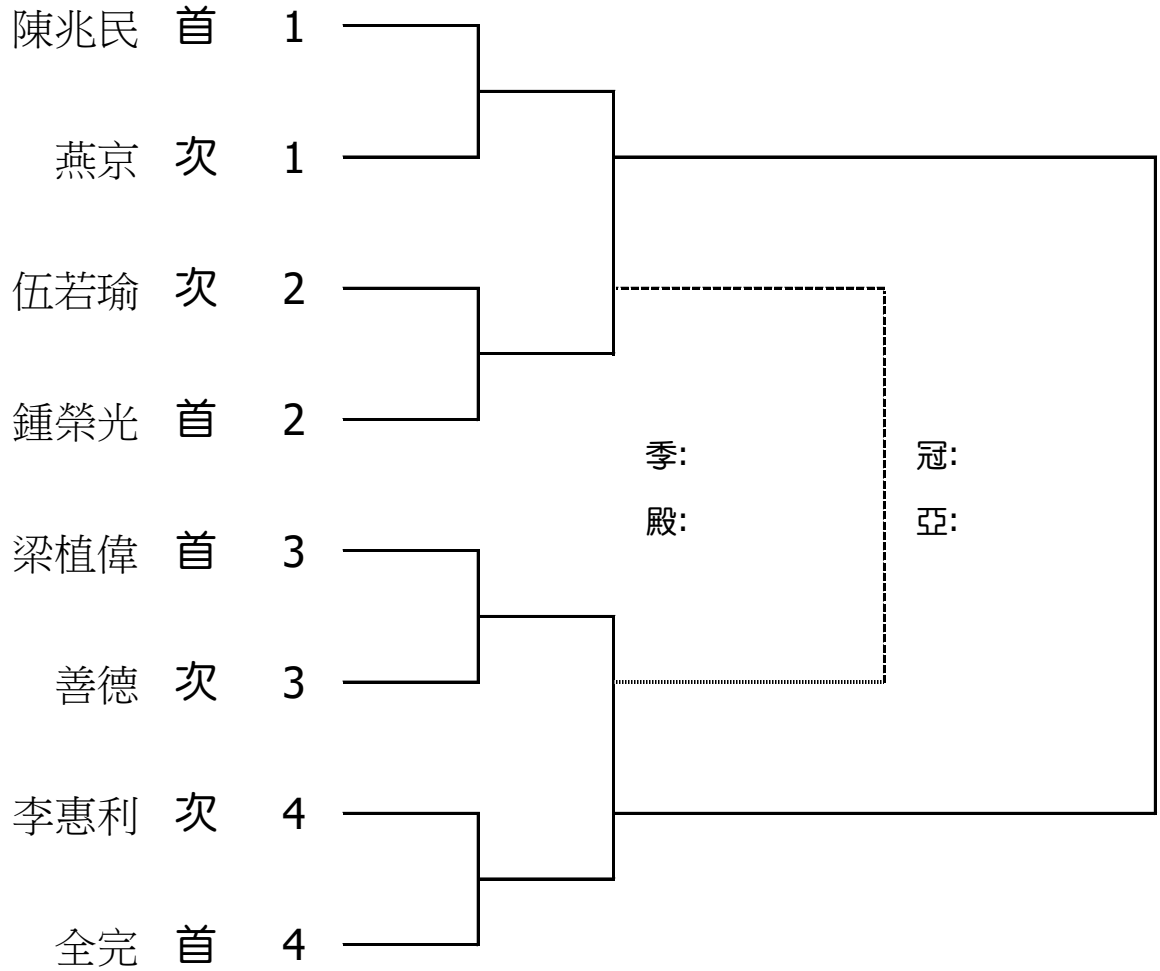 陳兆民 首 1
燕京 次 1
伍若瑜 次 2
鍾榮光 首 2
季: 冠:
殿: 亞:
梁植偉 首 3
善德 次 3
李惠利 次 4
全完 首 4